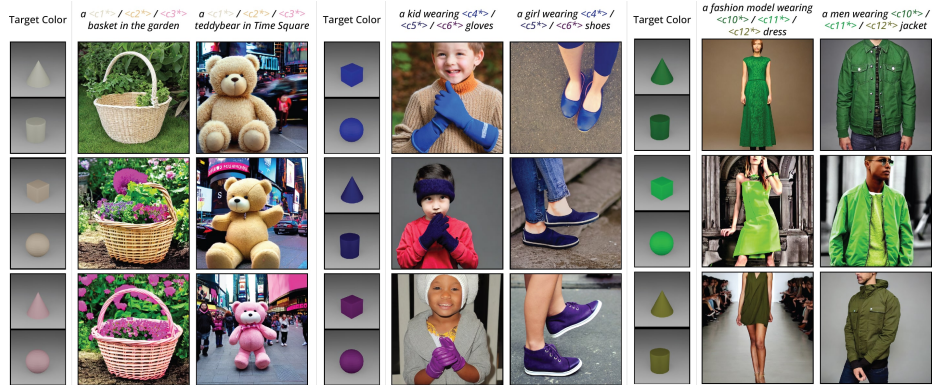 Target Color
a <c1*> / <c2*> / <c3*>
basket in the garden
a <c1*> / <c2*> / <c3*>
teddybear in Time Square
Target Color
a kid wearing <c4*> /
<c5*> / <c6*> gloves
a girl wearing <c4*> /
<c5*> / <c6*> shoes
Target Color
a fashion model wearing
<c10*> / <c11*> /
<c12*> dress
a men wearing <c10*> /
<c11*> / <c12*> jacket